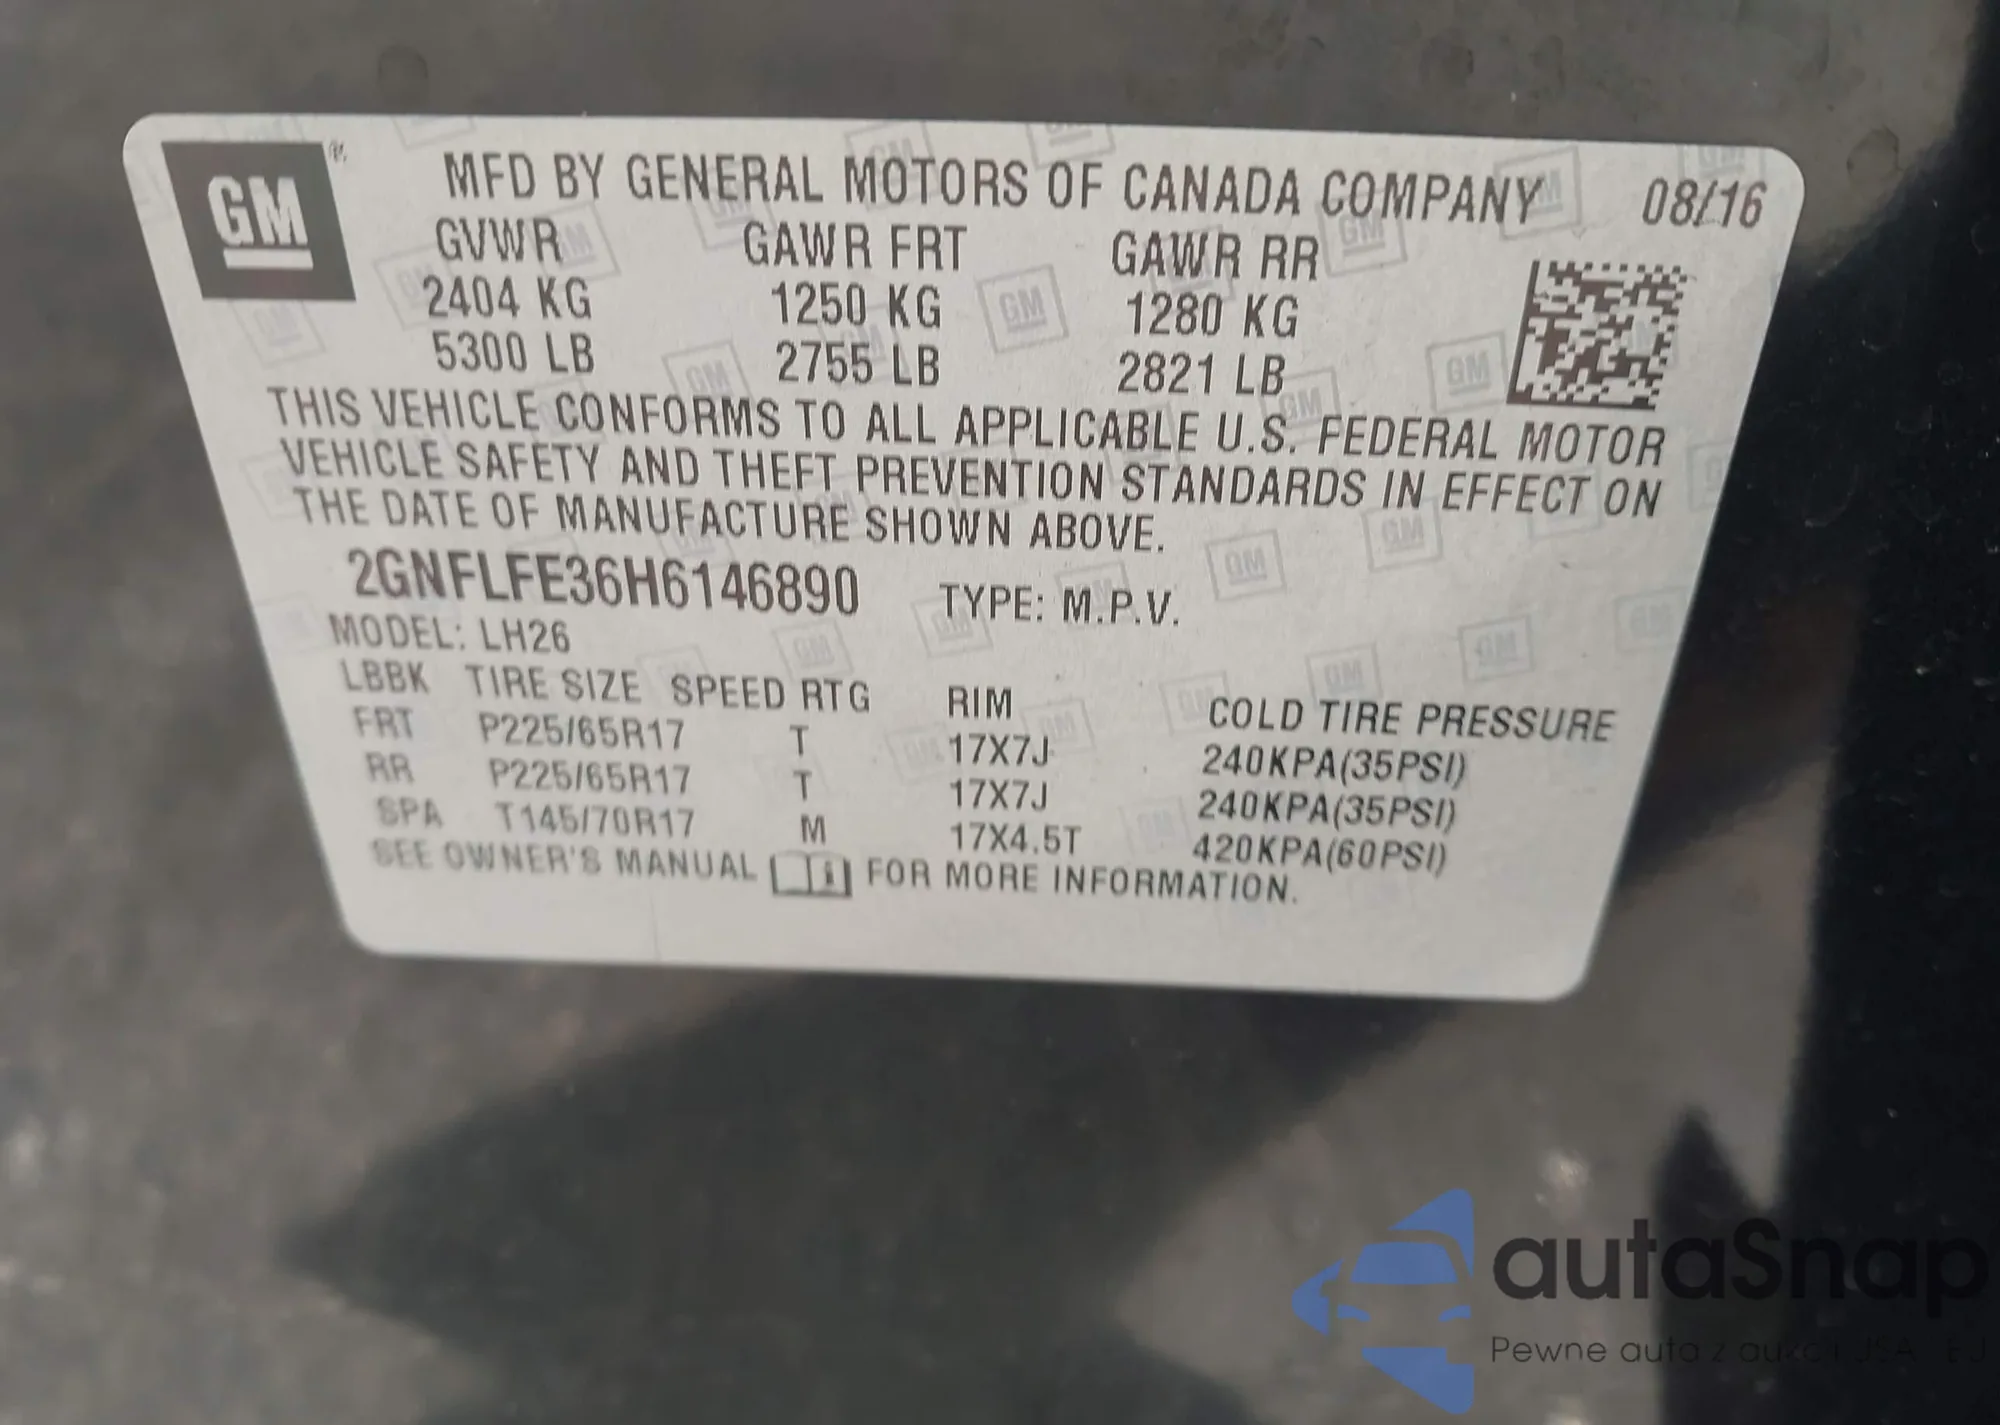 GM ®
MFD BY GENERAL MOTORS OF CANADA COMPANY 08/16
GVWR GAWR FRT GAWR RR
2404 KG 1250 KG 1280 KG
5300 LB 2755 LB 2821 LB
THIS VEHICLE CONFORMS TO ALL APPLICABLE U.S. FEDERAL MOTOR
VEHICLE SAFETY AND THEFT PREVENTION STANDARDS IN EFFECT ON
THE DATE OF MANUFACTURE SHOWN ABOVE.
2GNFLFE36H6146890 TYPE: M.P.V.
MODEL: LH26
LBBK TIRE SIZE SPEED RTG RIM COLD TIRE PRESSURE
FRT P225/65R17 T 17X7J 240KPA(35PSI)
RR P225/65R17 T 17X7J 240KPA(35PSI)
SPA T145/70R17 M 17X4.5T 420KPA(60PSI)
SEE OWNER'S MANUAL FOR MORE INFORMATION.
autaSnap
Pewne auta z aukcji USA